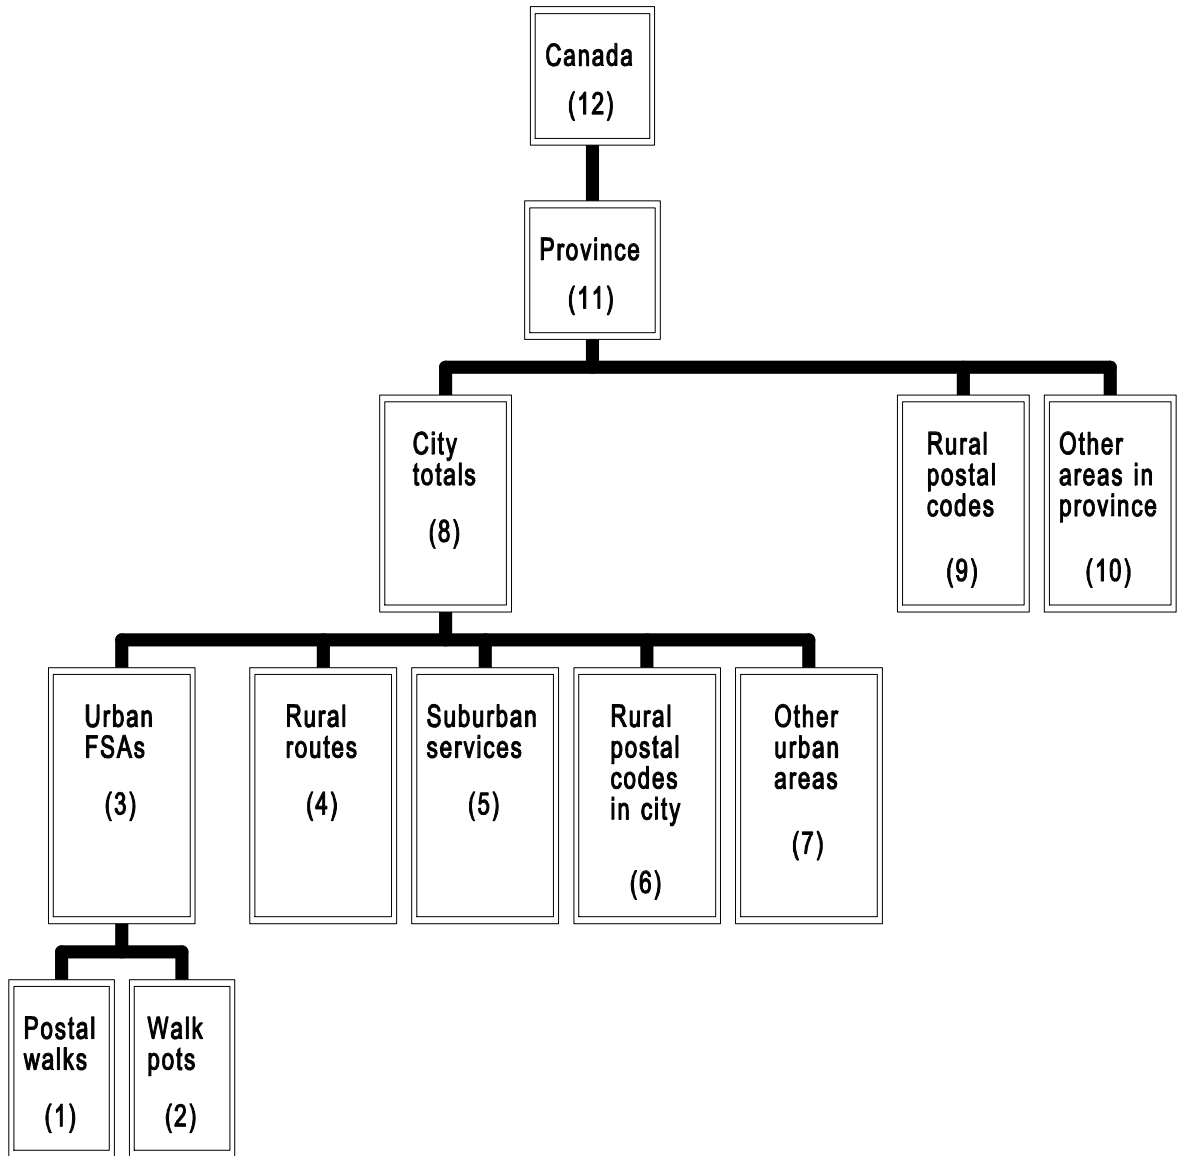 Canada
(12)
Province
(11)
City
totals
(8)
Rural
postal
codes
(9)
Other
areas in
province
(10)
Urban
FSAs
(3)
Rural
routes
(4)
Suburban
services
(5)
Rural
postal
codes
in city
(6)
Other
urban
areas
(7)
Postal
walks
(1)
Walk
pots
(2)